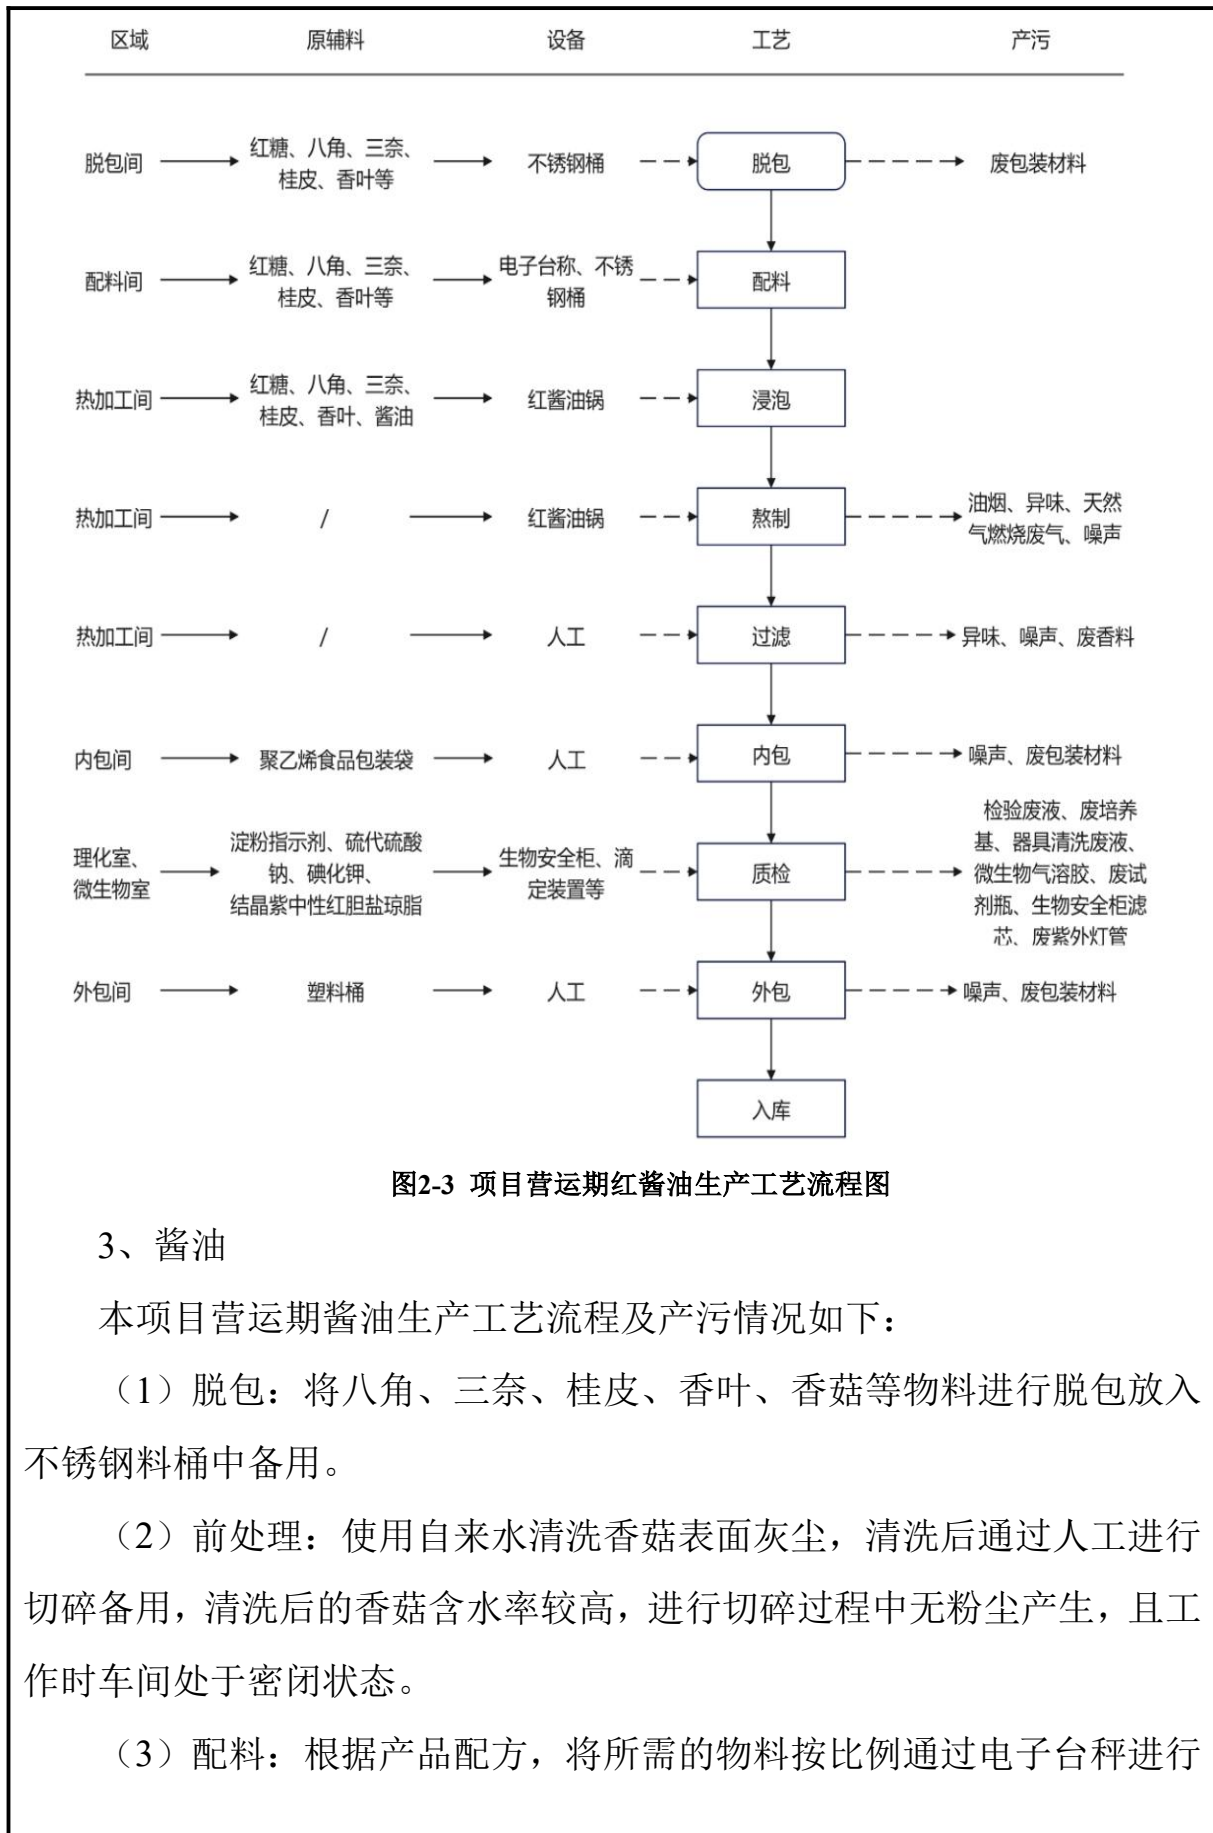 区域 原辅料 设备 工艺 产污
脱包间 红糖、八角、三奈、 不锈钢桶 脱包 废包装材料
桂皮、香叶等
配料间 红糖、八角、三奈、 电子台称、不锈 配料
桂皮、香叶等 钢桶
热加工间 红糖、八角、三奈、 红酱油锅 浸泡
桂皮、香叶、酱油
热加工间 / 红酱油锅 熬制 油烟、异味、天然
气燃烧废气、噪声
热加工间 / 人工 过滤 异味、噪声、废香料
内包间 聚乙烯食品包装袋 人工 内包 噪声、废包装材料
理化室、
微生物室
淀粉指示剂、硫代硫酸
钠、碘化钾、
结晶紫中性红胆盐琼脂
生物安全柜、滴
定装置等
质检
检验废液、废培养
基、器具清洗废液、
微生物气溶胶、废试
剂瓶、生物安全柜滤
芯、废紫外灯管
外包间 塑料桶 人工 外包 噪声、废包装材料
入库
图2-3 项目营运期红酱油生产工艺流程图
3、酱油
本项目营运期酱油生产工艺流程及产污情况如下：
（1）脱包：将八角、三奈、桂皮、香叶、香菇等物料进行脱包放入
不锈钢料桶中备用。
（2）前处理：使用自来水清洗香菇表面灰尘，清洗后通过人工进行
切碎备用，清洗后的香菇含水率较高，进行切碎过程中无粉尘产生，且工
作时车间处于密闭状态。
（3）配料：根据产品配方，将所需的物料按比例通过电子台秤进行